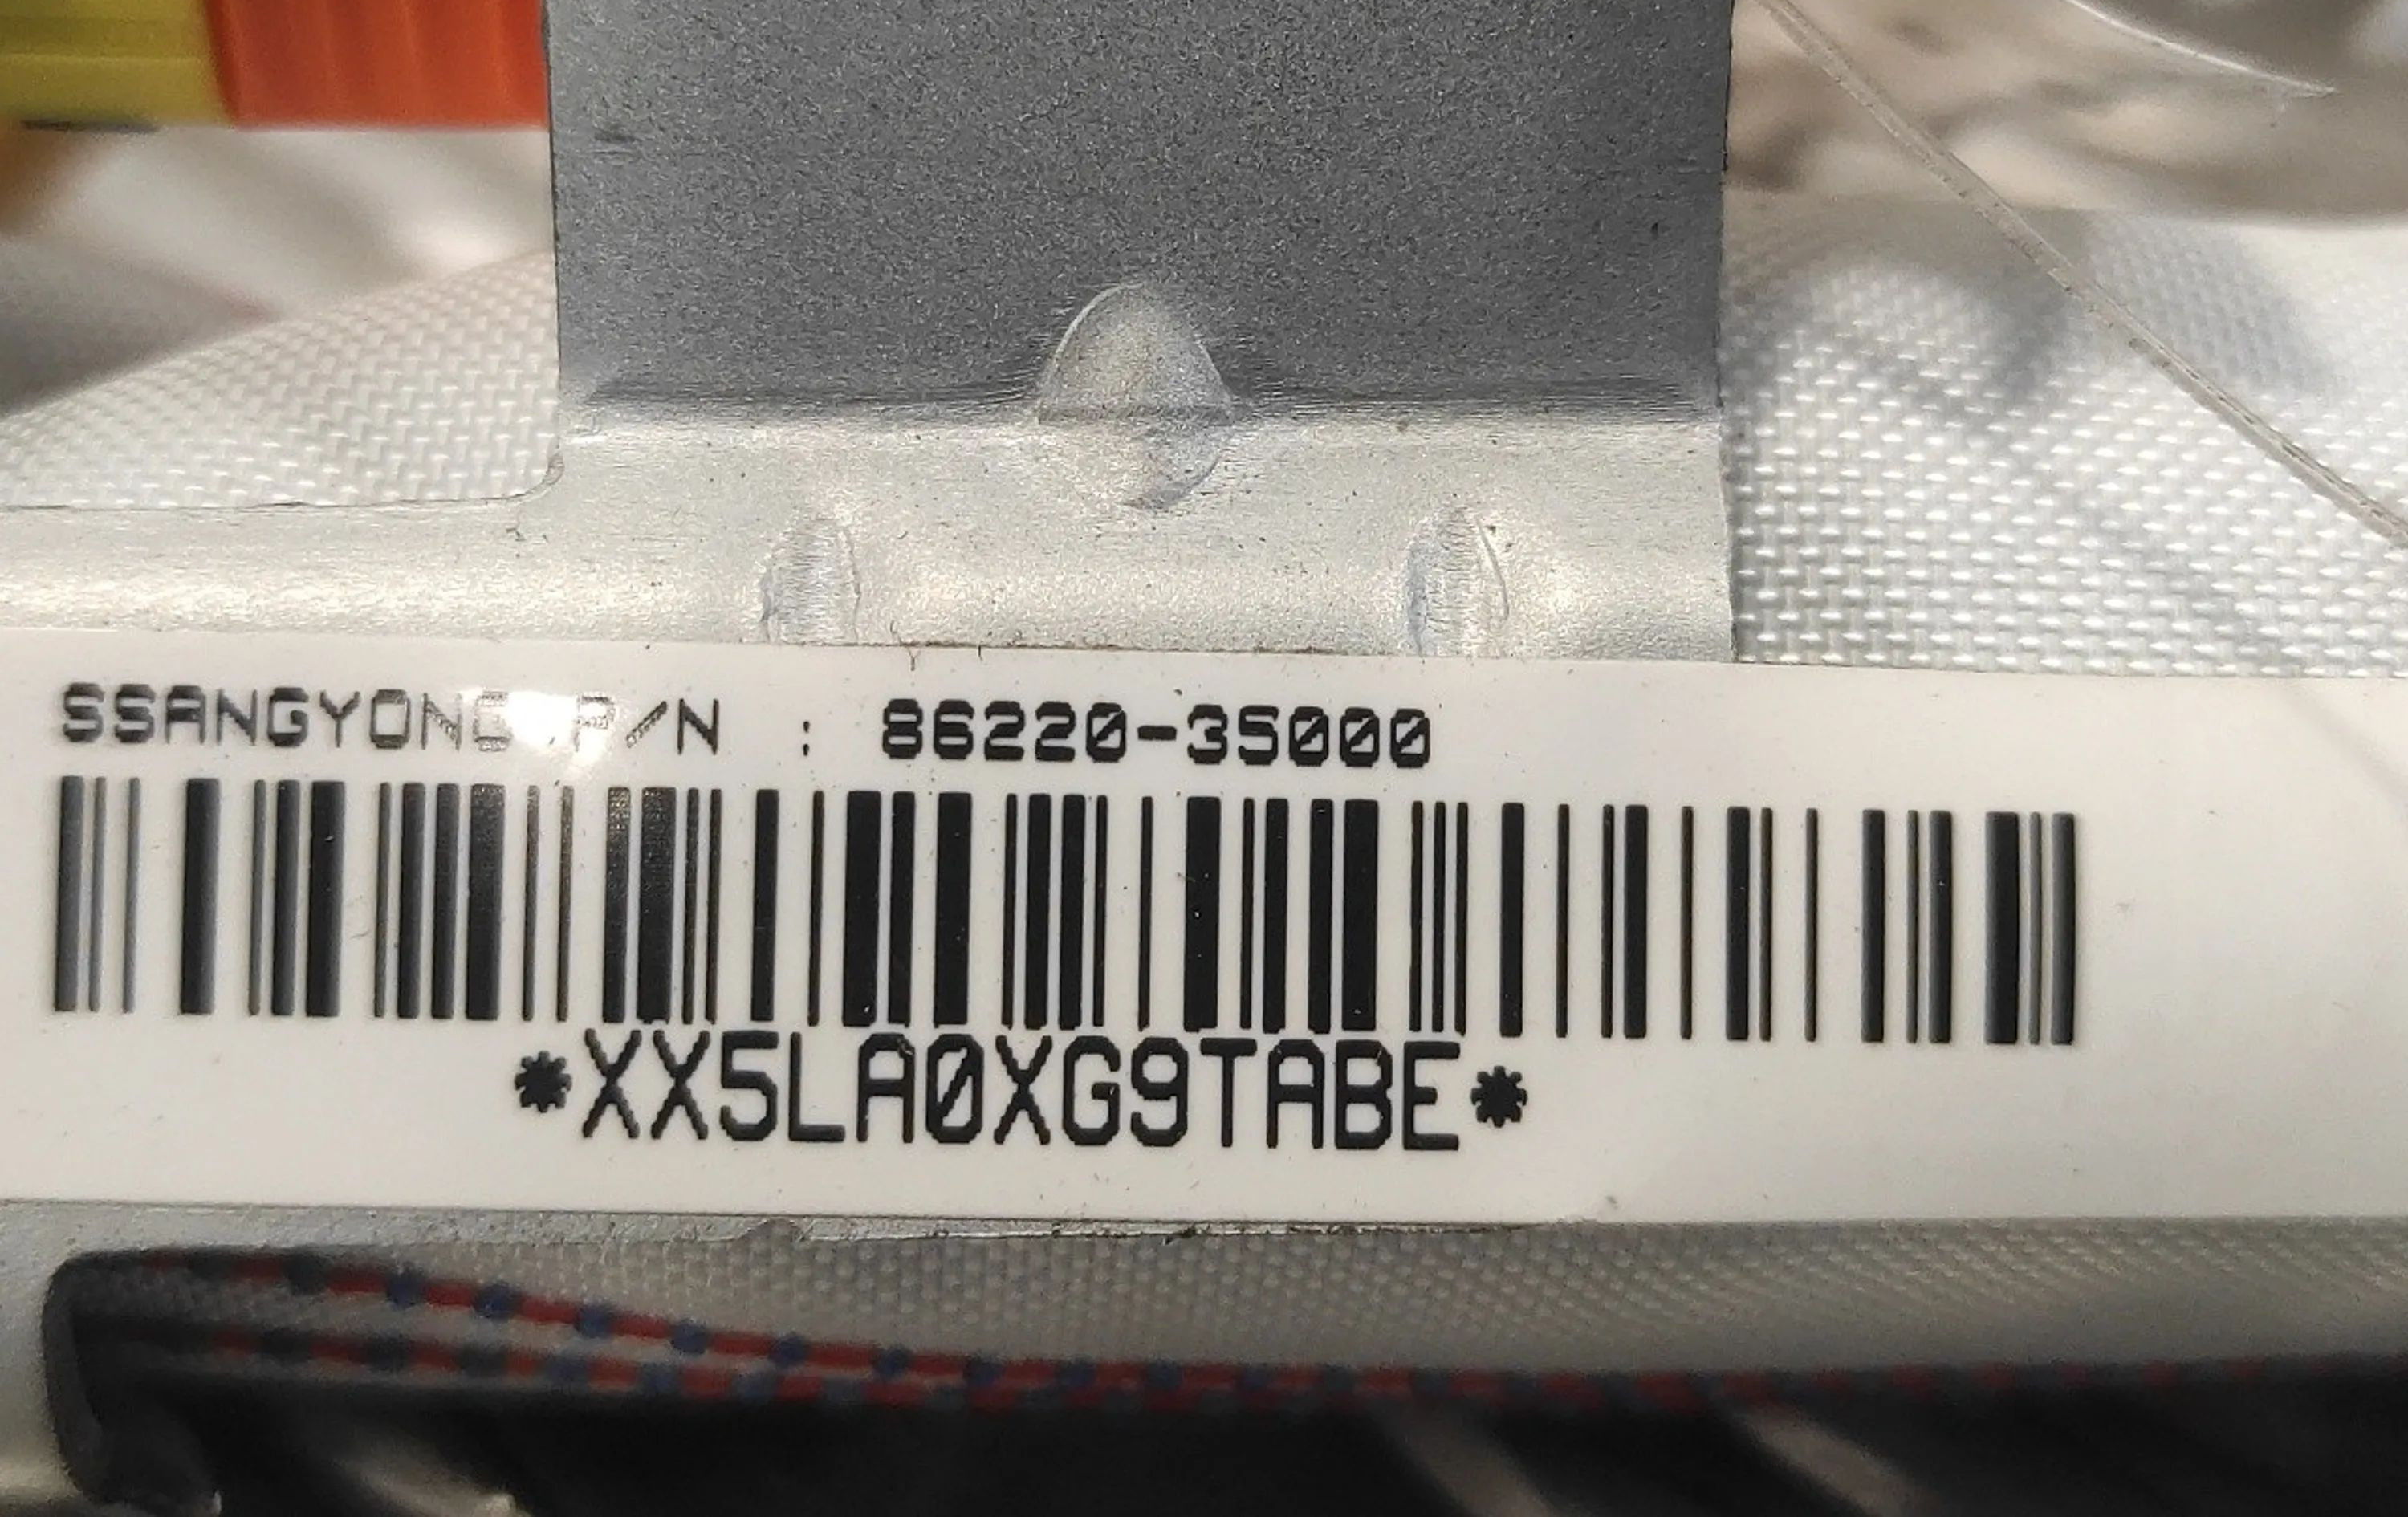 SSANGYONG P/N : 86220-35000
*XX5LA0XG9TABE*